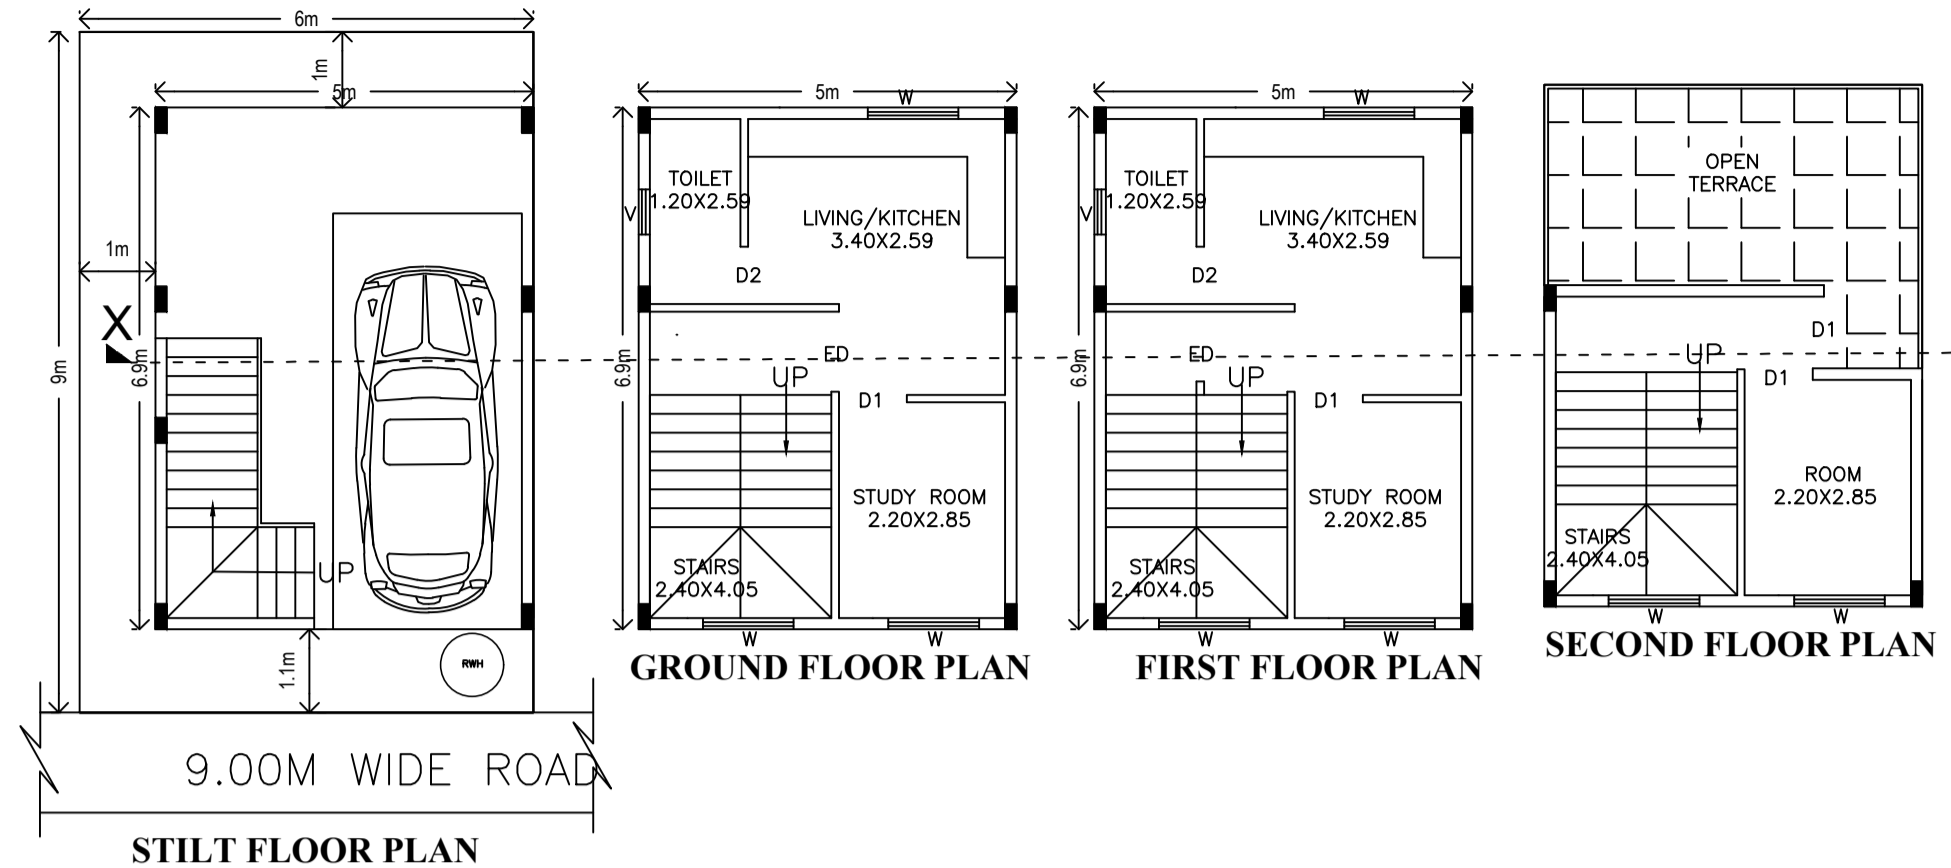 6m
1m
5m
1m
X
9m
6.9m
UP
1.1m
RWH
9.00M WIDE ROAD
STILT FLOOR PLAN
5m
W
TOILET
1.20X2.59
V
LIVING/KITCHEN
3.40X2.59
D2
6.9m
ED
UP
D1
STUDY ROOM
2.20X2.85
STAIRS
2.40X4.05
W
W
GROUND FLOOR PLAN
5m
W
TOILET
1.20X2.59
V
LIVING/KITCHEN
3.40X2.59
D2
6.9m
ED
UP
D1
STUDY ROOM
2.20X2.85
STAIRS
2.40X4.05
W
W
FIRST FLOOR PLAN
OPEN
TERRACE
D1
UP
D1
ROOM
2.20X2.85
STAIRS
2.40X4.05
W
W
SECOND FLOOR PLAN